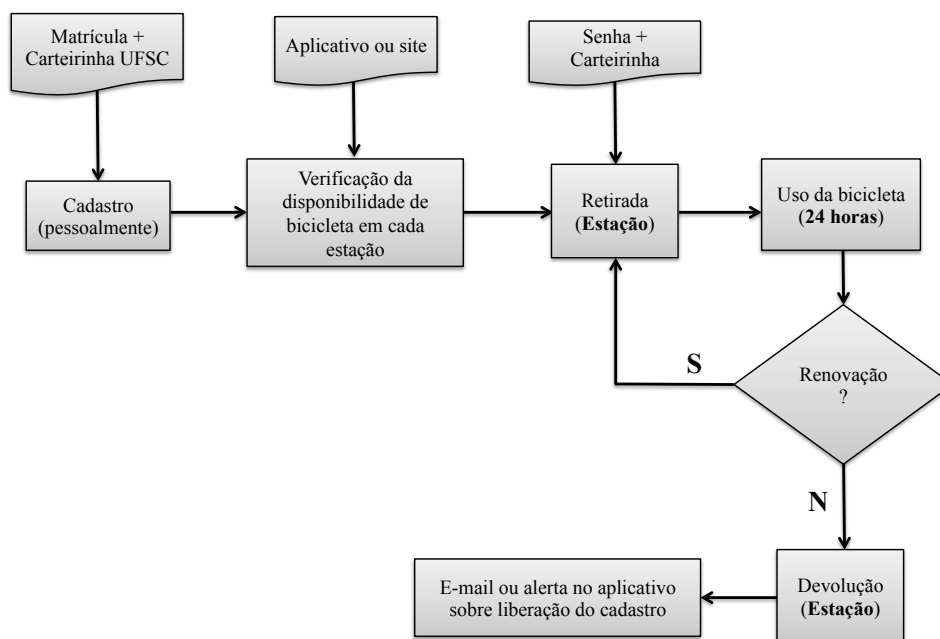 Matrícula +
Carteirinha UFSC
Aplicativo ou site
Senha +
Carteirinha
Cadastro
(pessoalmente)
Verificação da
disponibilidade de
bicicleta em cada
estação
Retirada
(Estação)
Uso da bicicleta
(24 horas)
S
Renovação
?
N
E-mail ou alerta no aplicativo
sobre liberação do cadastro
Devolução
(Estação)